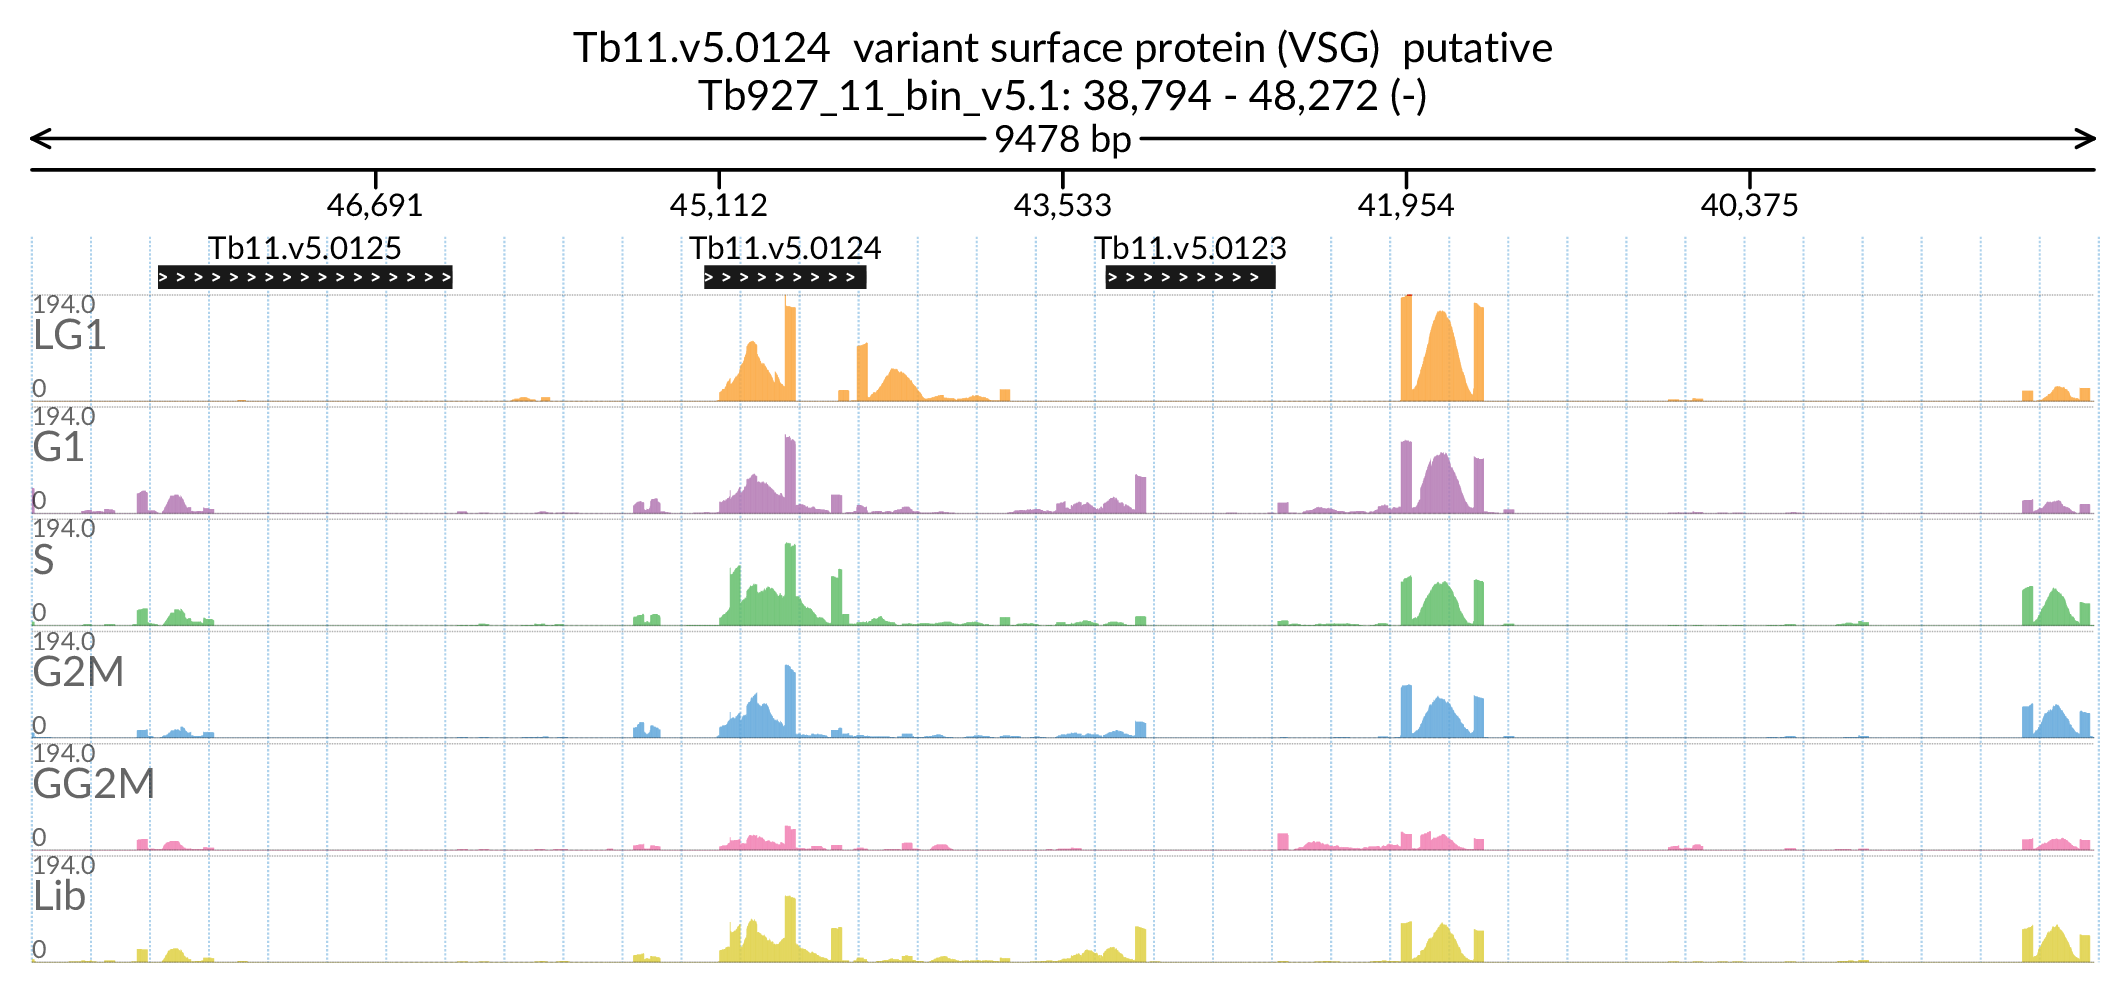 Tb11.v5.0124  variant surface protein (VSG)  putative
Tb927_11_bin_v5.1: 38,794 - 48,272 (-)
9478 bp
46,691 45,112 43,533 41,954 40,375
Tb11.v5.0125 Tb11.v5.0124 Tb11.v5.0123
194.0
LG1
0
194.0
G1
0
194.0
S
0
194.0
G2M
0
194.0
GG2M
0
194.0
Lib
0